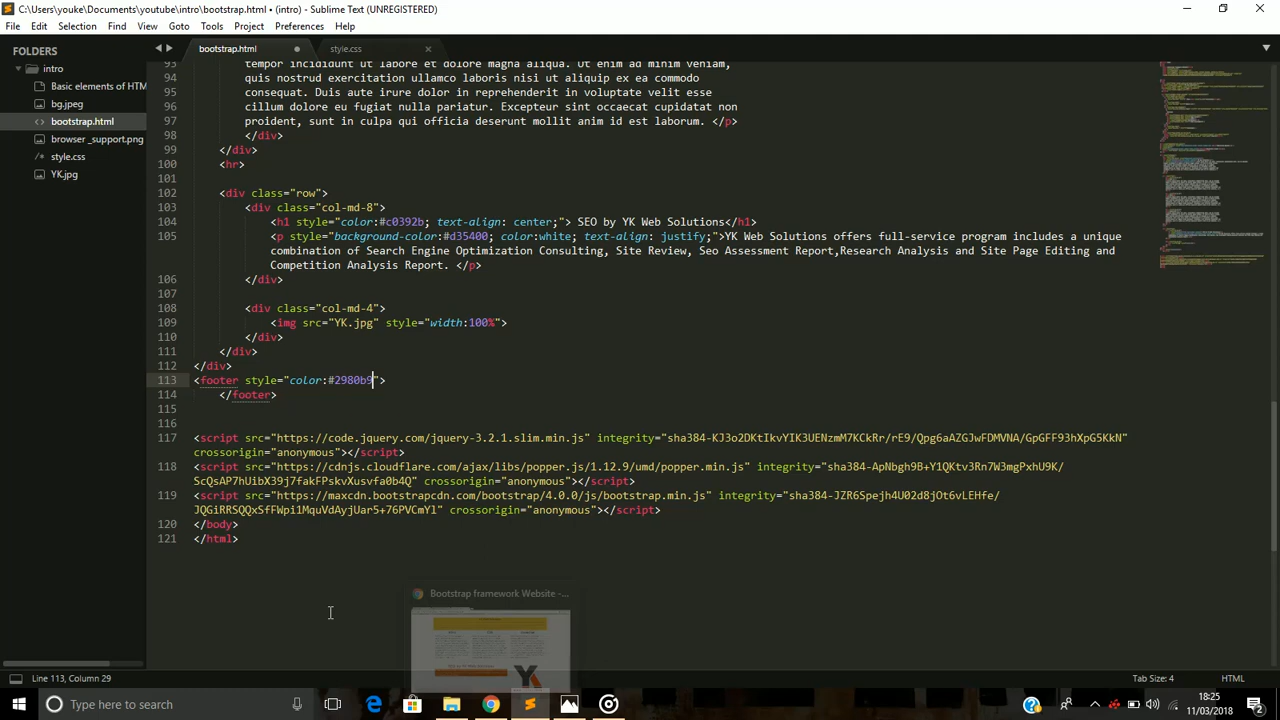 C:\Users\youke\Documents\youtube\intro\bootstrap.html • (intro) - Sublime Text (UNREGISTERED)
File Edit Selection Find View Goto Tools Project Preferences Help
FOLDERS
intro
Basic elements of HTM
bg.jpeg
bootstrap.html
browser _support.png
style.css
YK.jpg
bootstrap.html
style.css
93 tempor incididunt ut labore et dolore magna aliqua. Ut enim ad minim veniam,
94 quis nostrud exercitation ullamco laboris nisi ut aliquip ex ea commodo
95 consequat. Duis aute irure dolor in reprehenderit in voluptate velit esse
96 cillum dolore eu fugiat nulla pariatur. Excepteur sint occaecat cupidatat non
97 proident, sunt in culpa qui officia deserunt mollit anim id est laborum. </p>
98 </div>
99 </div>
100 <hr>
102 <div class="row">
103 <div class="col-md-8">
104 <h1 style="color:#c0392b; text-align: center;"> SEO by YK Web Solutions</h1>
105 <p style="background-color:#d35400; color:white; text-align: justify;">YK Web Solutions offers full-service program includes a unique
combination of Search Engine Optimization Consulting, Site Review, Seo Assessment Report,Research Analysis and Site Page Editing and
Competition Analysis Report. </p>
106 </div>
107
108 <div class="col-md-4">
109 <img src="YK.jpg" style="width:100%">
110 </div>
111 </div>
112 </div>
113 <footer style="color:#2980b9">
114 </footer>
115
116
117 <script src="https://code.jquery.com/jquery-3.2.1.slim.min.js" integrity="sha384-KJ3o2DKtIkvYIK3UENzmM7KCkRr/rE9/Qpg6aAZGJwFDMVNA/GpGFF93hXpG5KkN"
crossorigin="anonymous"></script>
118 <script src="https://cdnjs.cloudflare.com/ajax/libs/popper.js/1.12.9/umd/popper.min.js" integrity="sha384-ApNbgh9B+Y1QKtv3Rn7W3mgPxhU9K/
ScQsAP7hUibX39j7fakFPskvXusvfa0b4Q" crossorigin="anonymous"></script>
119 <script src="https://maxcdn.bootstrapcdn.com/bootstrap/4.0.0/js/bootstrap.min.js" integrity="sha384-JZR6Spejh4U02d8jOt6vLEHfe/
JQGiRRSQQxSfFWpi1MquVdAyjUar5+76PVCmYl" crossorigin="anonymous"></script>
120 </body>
121 </html>
Bootstrap framework Website -...
Line 113, Column 29
Tab Size: 4
HTML
Type here to search
18:25
11/03/2018
2